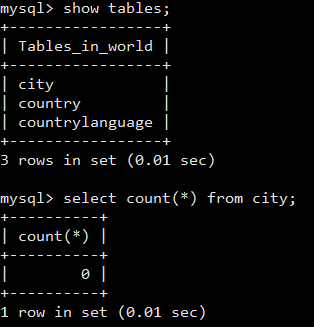 mysql> show tables;
+-----------------+
| Tables_in_world |
+-----------------+
| city            |
| country         |
| countrylanguage |
+-----------------+
3 rows in set (0.01 sec)

mysql> select count(*) from city;
+----------+
| count(*) |
+----------+
|        0 |
+----------+
1 row in set (0.01 sec)